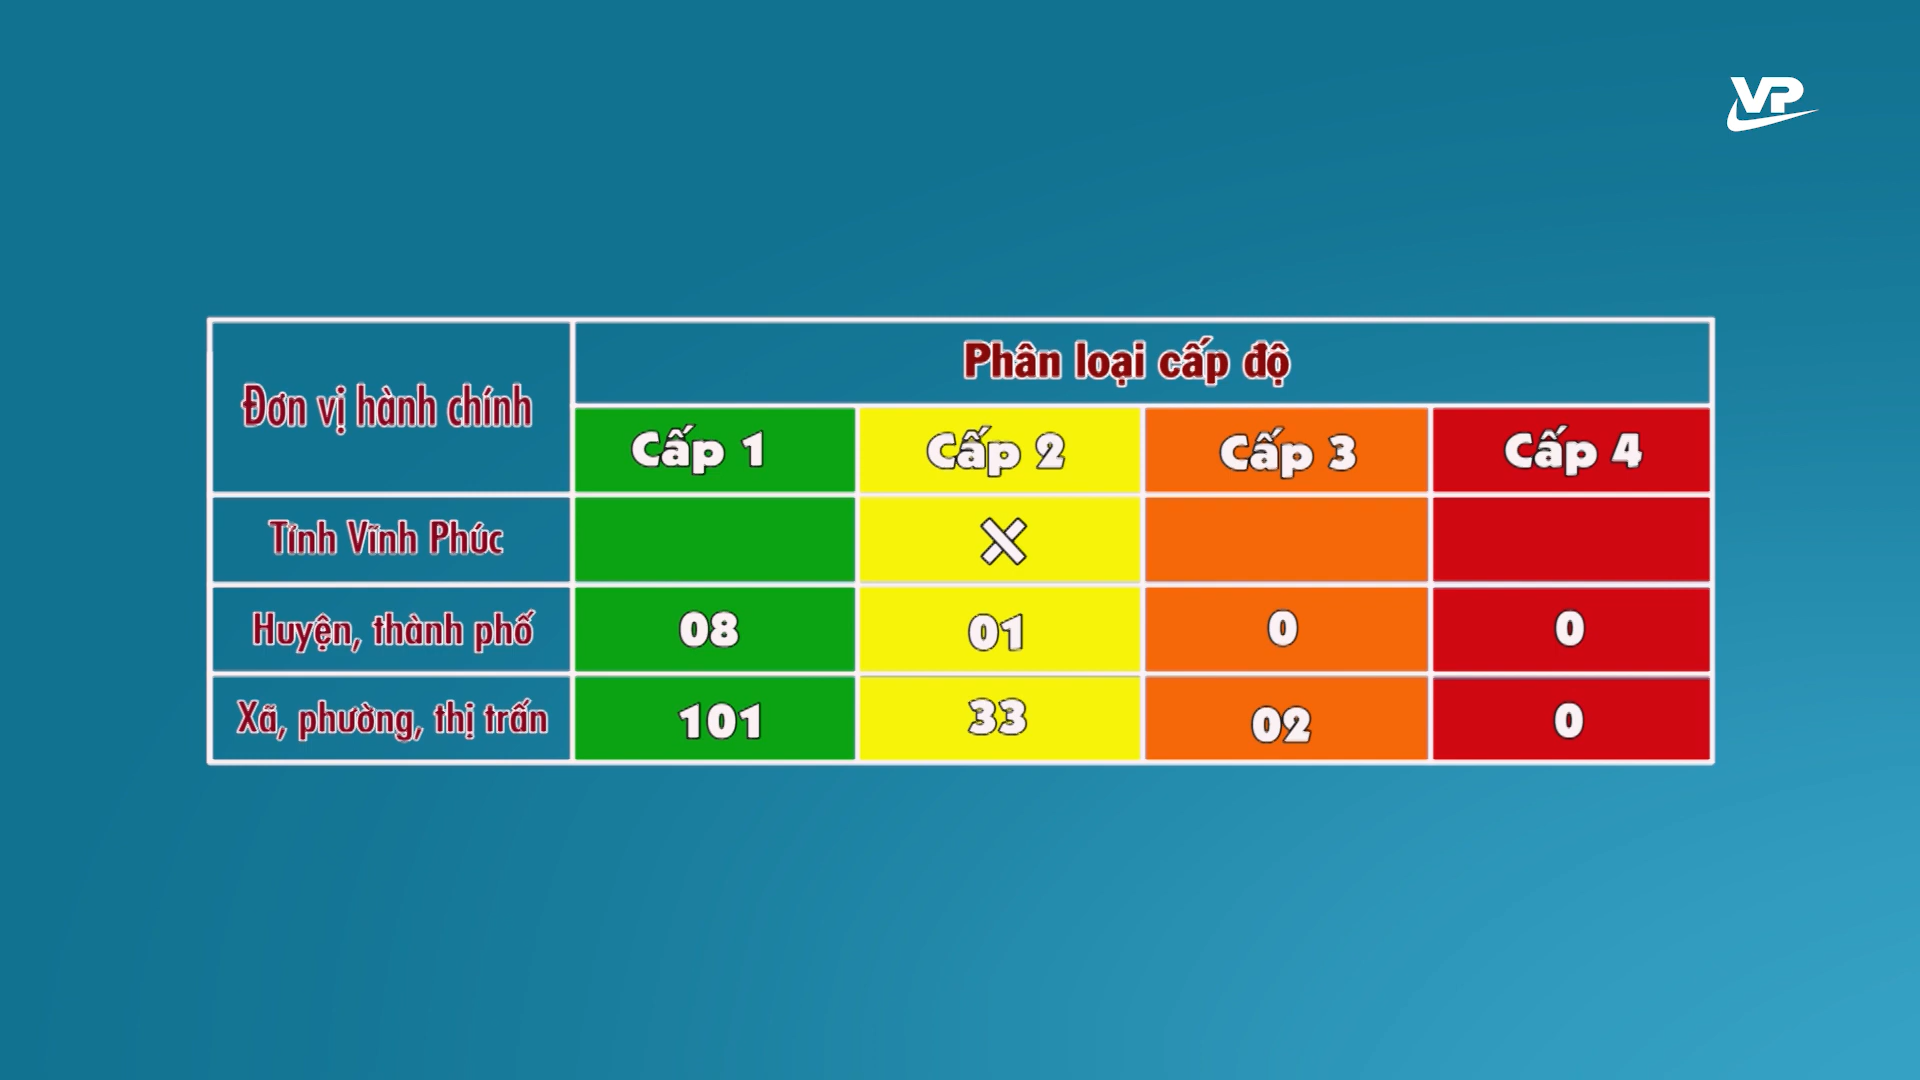 VP
Đơn vị hành chính
Phân loại cấp độ
Cấp 1 Cấp 2 Cấp 3 Cấp 4
Tỉnh Vĩnh Phúc X
Huyện, thành phố 08 01 0 0
Xã, phường, thị trấn 101 33 02 0